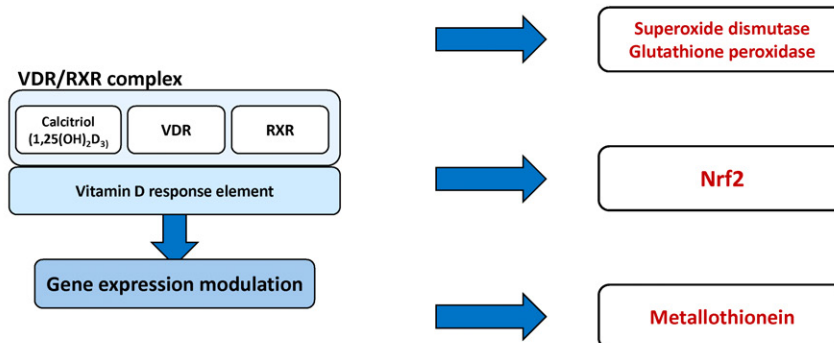 VDR/RXR complex
Calcitriol
(1,25(OH)₂D₃)
VDR
RXR
Vitamin D response element
Gene expression modulation
Superoxide dismutase
Glutathione peroxidase
Nrf2
Metallothionein